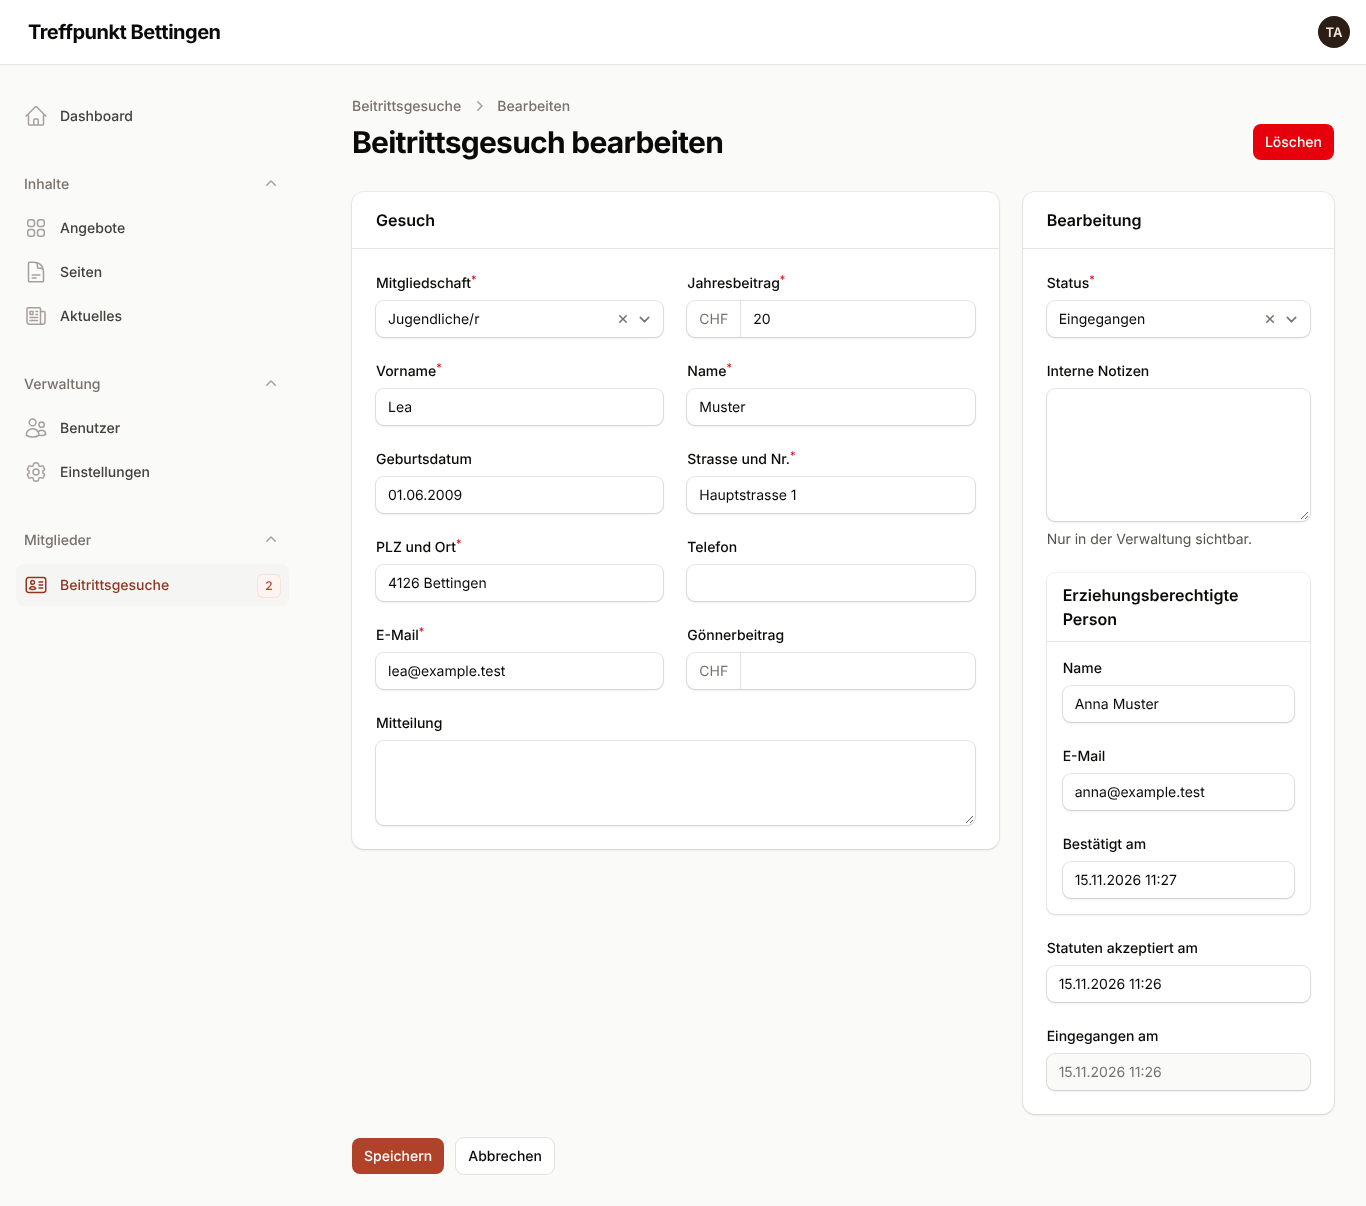 Treffpunkt Bettingen
TA
Dashboard
Inhalte
Angebote
Seiten
Aktuelles
Verwaltung
Benutzer
Einstellungen
Mitglieder
Beitrittsgesuche 2
Beitrittsgesuche > Bearbeiten
Beitrittsgesuch bearbeiten
Löschen
Gesuch
Mitgliedschaft*
Jugendliche/r
Jahresbeitrag*
CHF 20
Vorname*
Lea
Name*
Muster
Geburtsdatum
01.06.2009
Strasse und Nr.*
Hauptstrasse 1
PLZ und Ort*
4126 Bettingen
Telefon
E-Mail*
lea@example.test
Gönnerbeitrag
CHF
Mitteilung
Bearbeitung
Status*
Eingegangen
Interne Notizen
Nur in der Verwaltung sichtbar.
Erziehungsberechtigte
Person
Name
Anna Muster
E-Mail
anna@example.test
Bestätigt am
15.11.2026 11:27
Statuten akzeptiert am
15.11.2026 11:26
Eingegangen am
15.11.2026 11:26
Speichern
Abbrechen